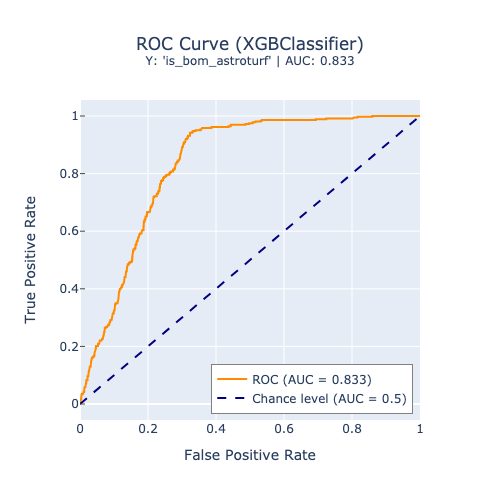 ROC Curve (XGBClassifier)
Y: 'is_bom_astroturf' | AUC: 0.833
True Positive Rate
1
0.8
0.6
0.4
0.2
0
ROC (AUC = 0.833)
Chance level (AUC = 0.5)
0 0.2 0.4 0.6 0.8 1
False Positive Rate